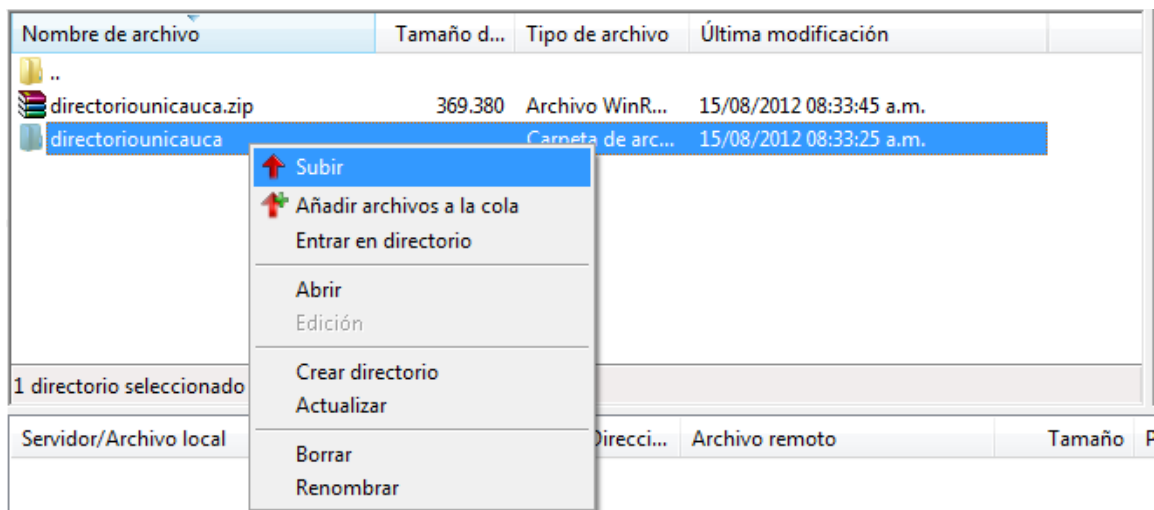 Nombre de archivo Tamaño d... Tipo de archivo Última modificación
..
directoriounicauca.zip 369.380 Archivo WinR... 15/08/2012 08:33:45 a.m.
directoriounicauca Carpeta de arc... 15/08/2012 08:33:25 a.m.
Subir
Añadir archivos a la cola
Entrar en directorio
Abrir
Edición
Crear directorio
1 directorio seleccionado
Actualizar
Servidor/Archivo local Direcci... Archivo remoto Tamaño P
Borrar
Renombrar